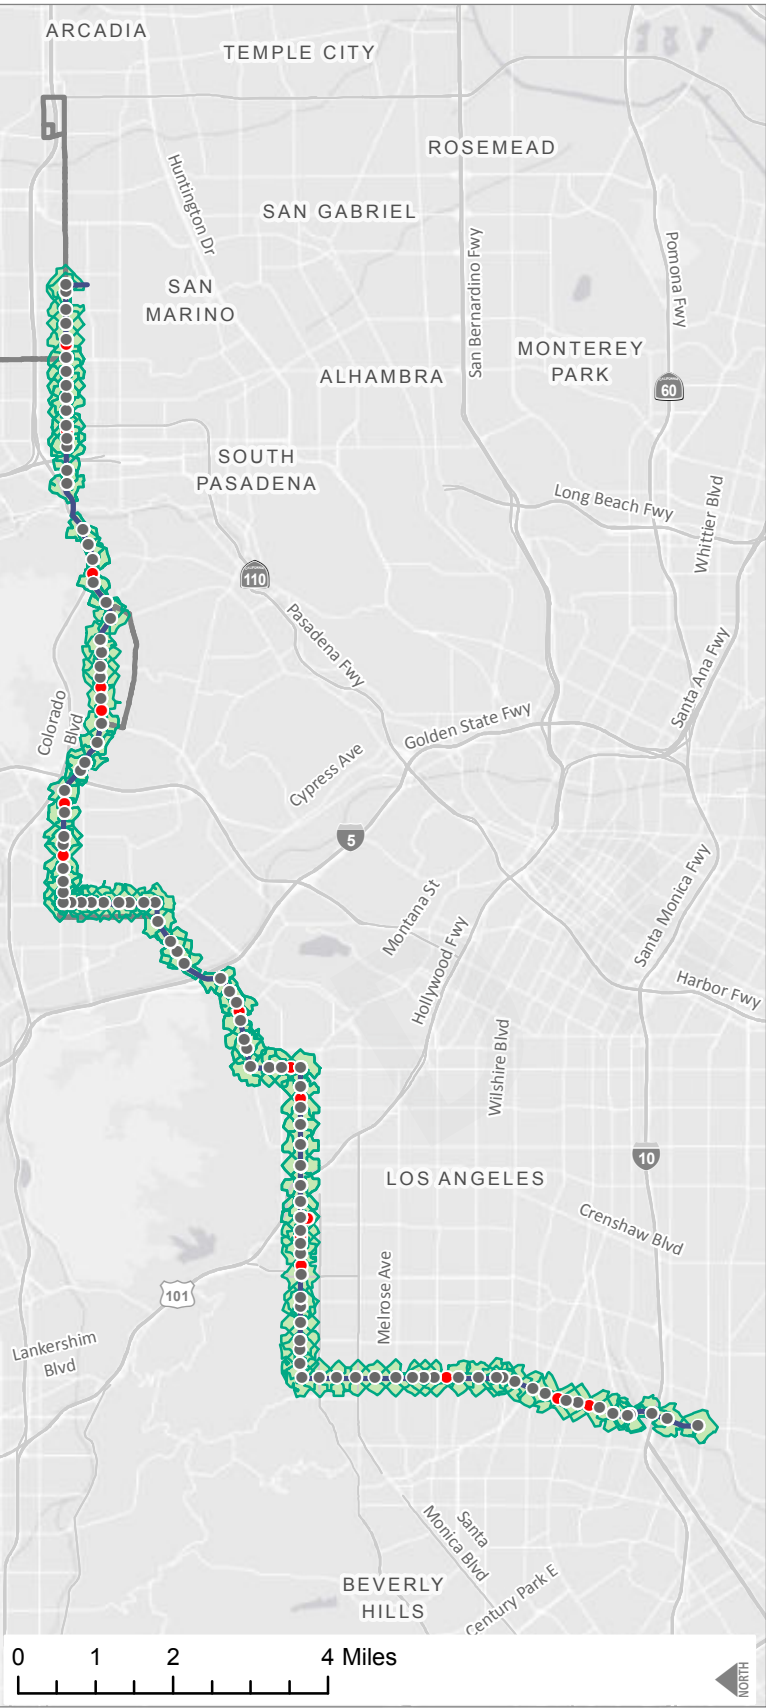 ARCADIA
TEMPLE CITY
ROSEMEAD
Huntington Dr
SAN GABRIEL
San Bernardino Fwy
Pomona Fwy
SAN
MARINO
MONTEREY
PARK
ALHAMBRA
CALIFORNIA
60
SOUTH
PASADENA
Long Beach Fwy
Whittier Blvd
CALIFORNIA
110
Pasadena Fwy
Santa Ana Fwy
Colorado
Blvd
Golden State Fwy
Cypress Ave
5
Montana St
Hollywood Fwy
Santa Monica Fwy
Harbor Fwy
Wilshire Blvd
10
LOS ANGELES
Crenshaw Blvd
Melrose Ave
101
Lankershim
Blvd
Santa
Monica Blvd
Century Park E
BEVERLY
HILLS
0 1 2 4 Miles
NORTH